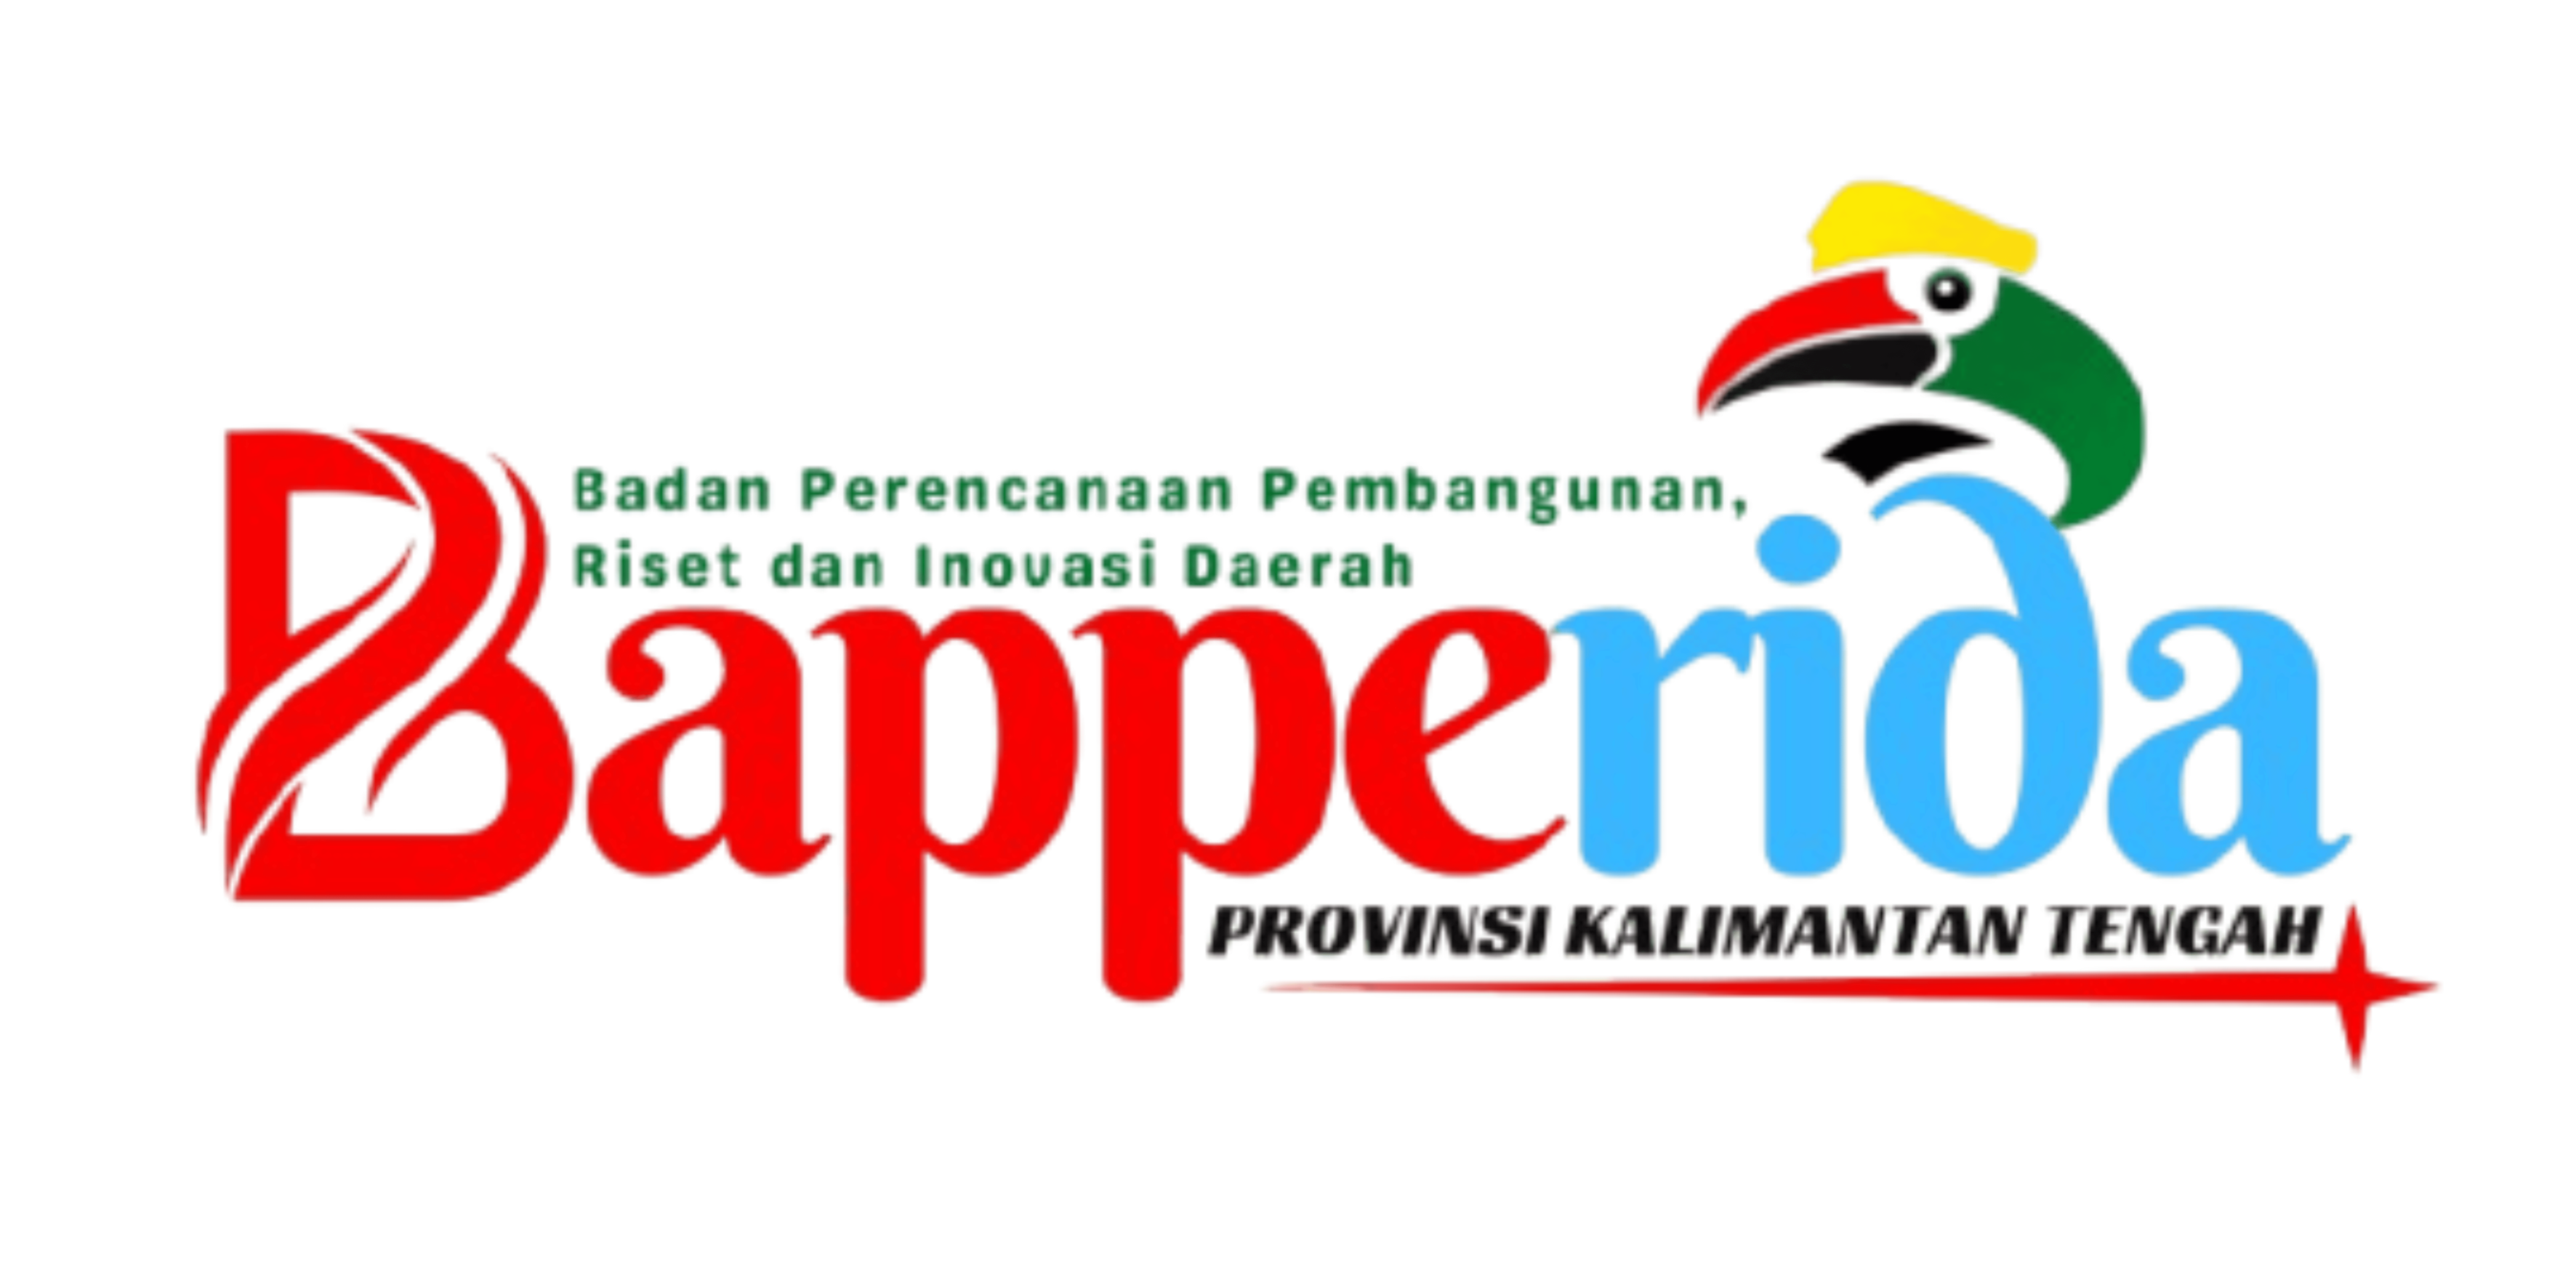 Badan Perencanaan Pembangunan,
Riset dan Inovasi Daerah
Bapperida
PROVINSI KALIMANTAN TENGAH